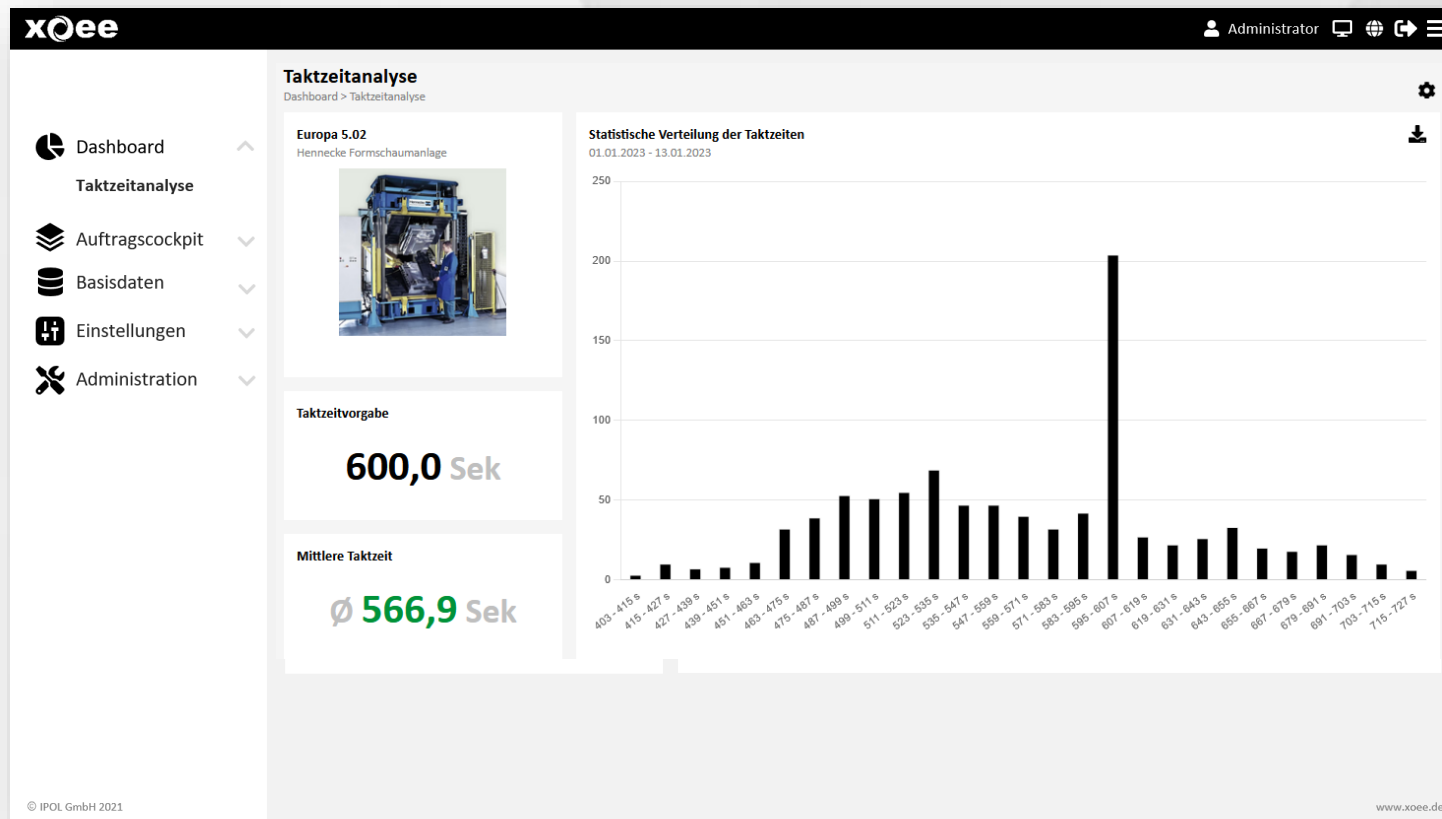 xoee
Administrator
Taktzeitanalyse
Dashboard > Taktzeitanalyse
Dashboard
Taktzeitanalyse
Auftragscockpit
Basisdaten
Einstellungen
Administration
Europa 5.02
Hennecke Formschaumanlage
Taktzeitvorgabe
600,0 Sek
Mittlere Taktzeit
Ø 566,9 Sek
Statistische Verteilung der Taktzeiten
01.01.2023 - 13.01.2023
250
200
150
100
50
0
403 - 415 s
415 - 427 s
427 - 439 s
439 - 451 s
451 - 463 s
463 - 475 s
475 - 487 s
487 - 499 s
499 - 511 s
511 - 523 s
523 - 535 s
535 - 547 s
547 - 559 s
559 - 571 s
571 - 583 s
583 - 595 s
595 - 607 s
607 - 619 s
619 - 631 s
631 - 643 s
643 - 655 s
655 - 667 s
667 - 679 s
679 - 691 s
691 - 703 s
703 - 715 s
715 - 727 s
© IPOL GmbH 2021
www.xoee.de